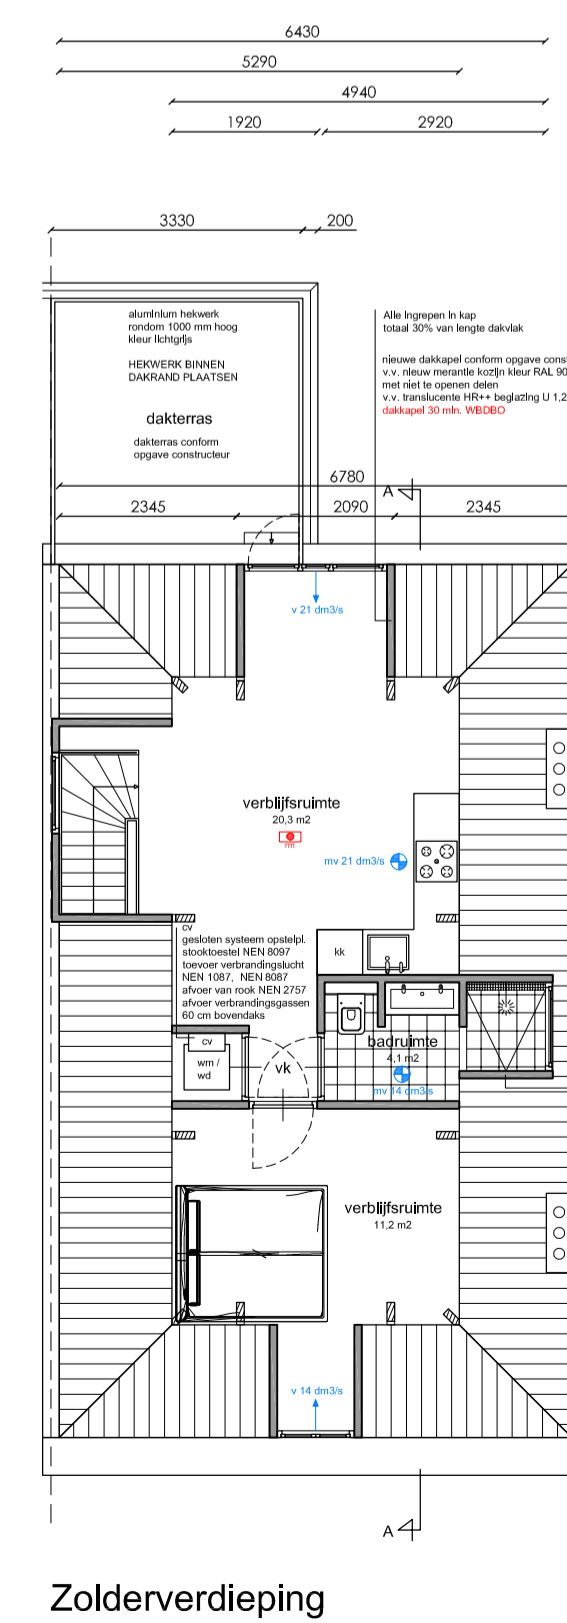 6430
5290
4940
1920
2920
3330
200
aluminium hekwerk
rondom 1000 mm hoog
kleur lichtgrijs
HEKWERK BINNEN
DAKRAND PLAATSEN
dakterras
dakterras conform
opgave constructeur
Alle ingrepen in kap
totaal 30% van lengte dakvlak
nieuwe dakkapel conform opgave const
v.v. nieuw merantie kozijn kleur RAL 90
met niet te openen delen
v.v. translucente HR++ beglazing U 1,2
dakkapel 30 min. WBDBO
6780
A
2345
2090
2345
v 21 dm3/s
verblijfsruimte
20,3 m2
rm
mv 21 dm3/s
cv
gesloten systeem opstelpl.
stooktoestel NEN 8097
toevoer verbrandingslucht
NEN 1087, NEN 8087
afvoer van rook NEN 2757
afvoer verbrandingsgassen
60 cm bovendaks
kk
cv
wm /
wd
vk
badruimte
4,1 m2
mv 14 dm3/s
verblijfsruimte
11,2 m2
v 14 dm3/s
A
Zolderverdieping